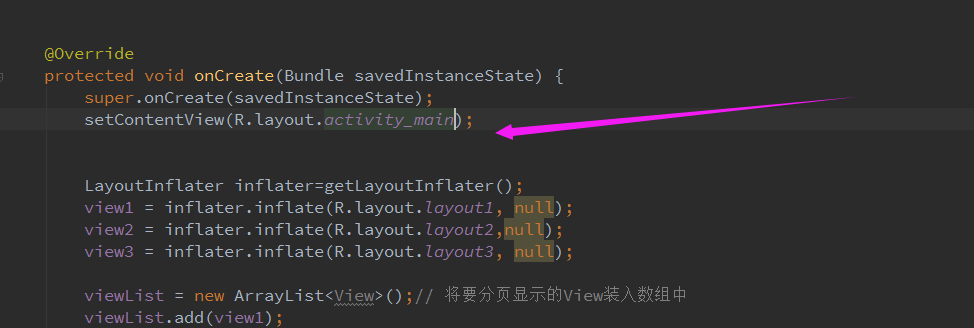 @Override
protected void onCreate(Bundle savedInstanceState) {
super.onCreate(savedInstanceState);
setContentView(R.layout.activity_main);
LayoutInflater inflater=getLayoutInflater();
view1 = inflater.inflate(R.layout.layout1, null);
view2 = inflater.inflate(R.layout.layout2,null);
view3 = inflater.inflate(R.layout.layout3, null);
viewList = new ArrayList<View>();// 将要分页显示的View装入数组中
viewList.add(view1);